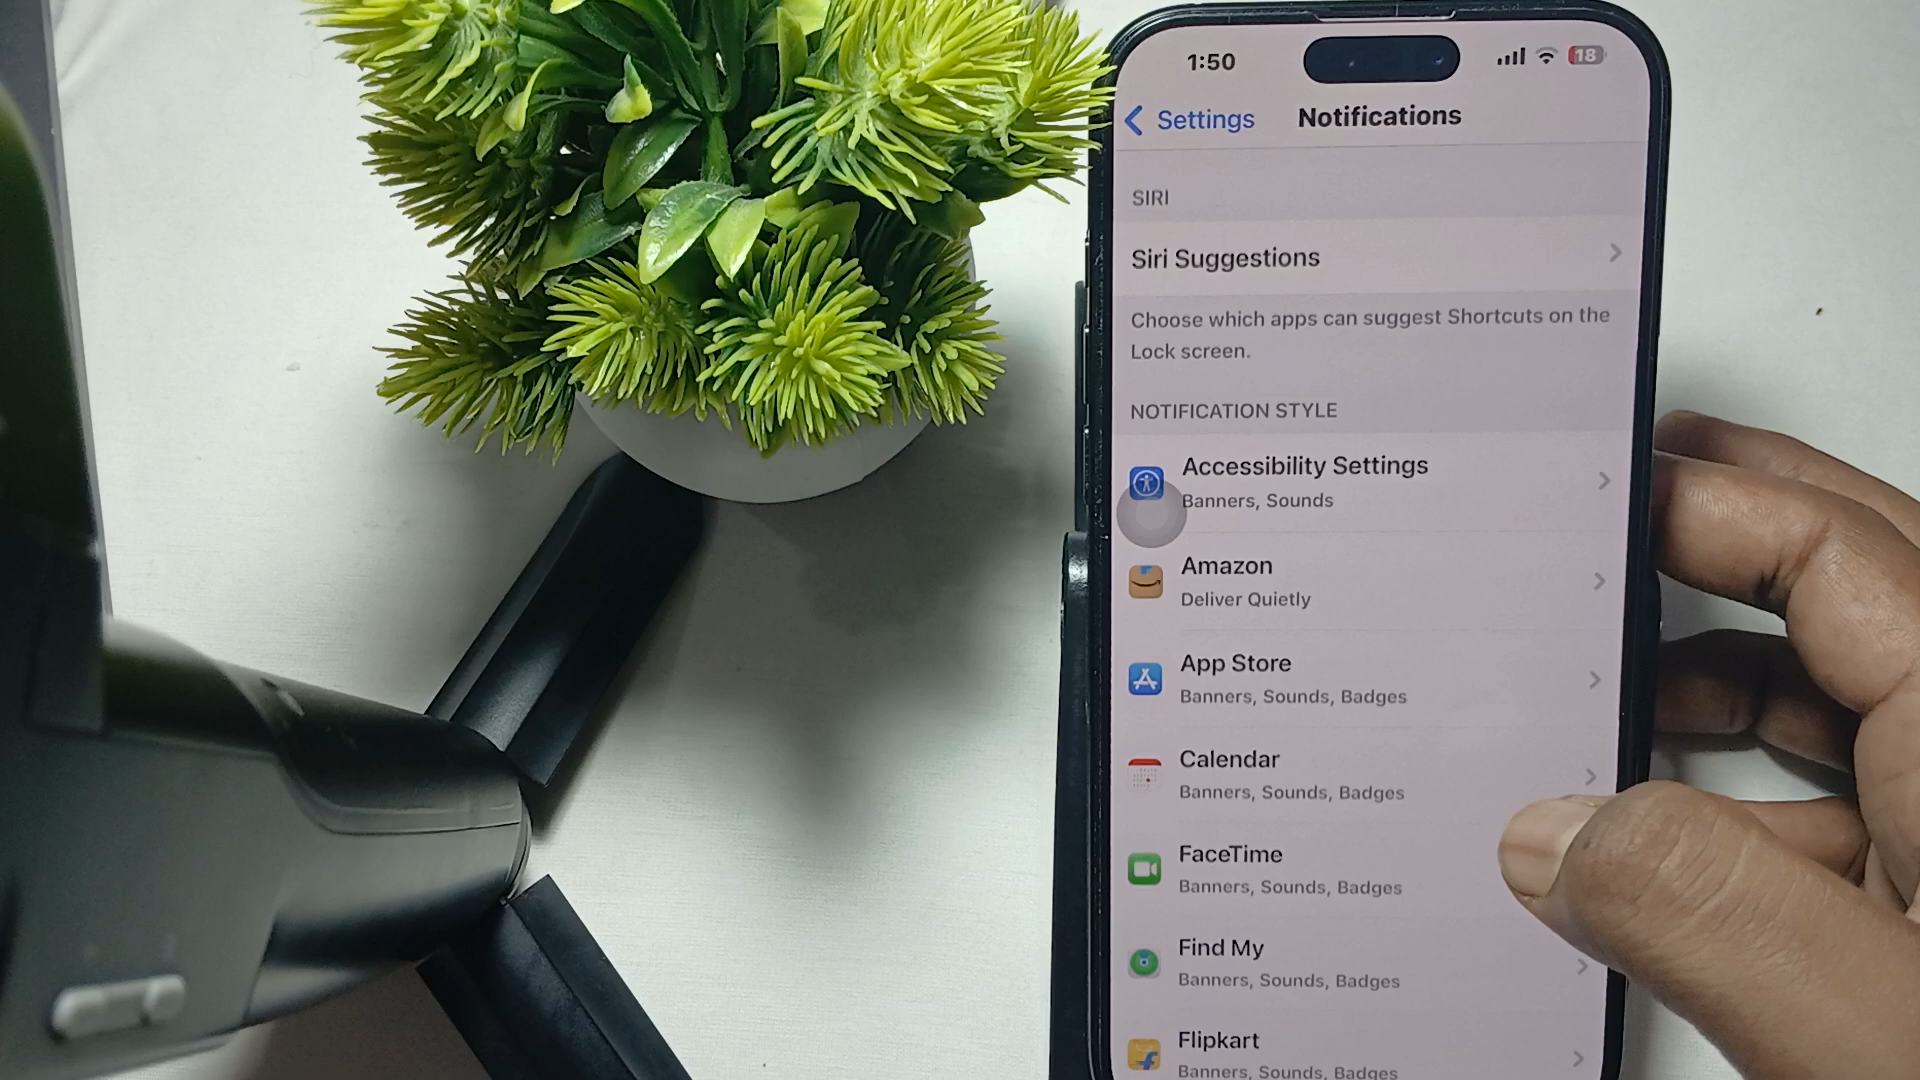 1:50
18
Settings
Notifications
SIRI
Siri Suggestions
Choose which apps can suggest Shortcuts on the
Lock screen.
NOTIFICATION STYLE
Accessibility Settings
Banners, Sounds
Amazon
Deliver Quietly
App Store
Banners, Sounds, Badges
Calendar
Banners, Sounds, Badges
FaceTime
Banners, Sounds, Badges
Find My
Banners, Sounds, Badges
Flipkart
Banners, Sounds, Badges